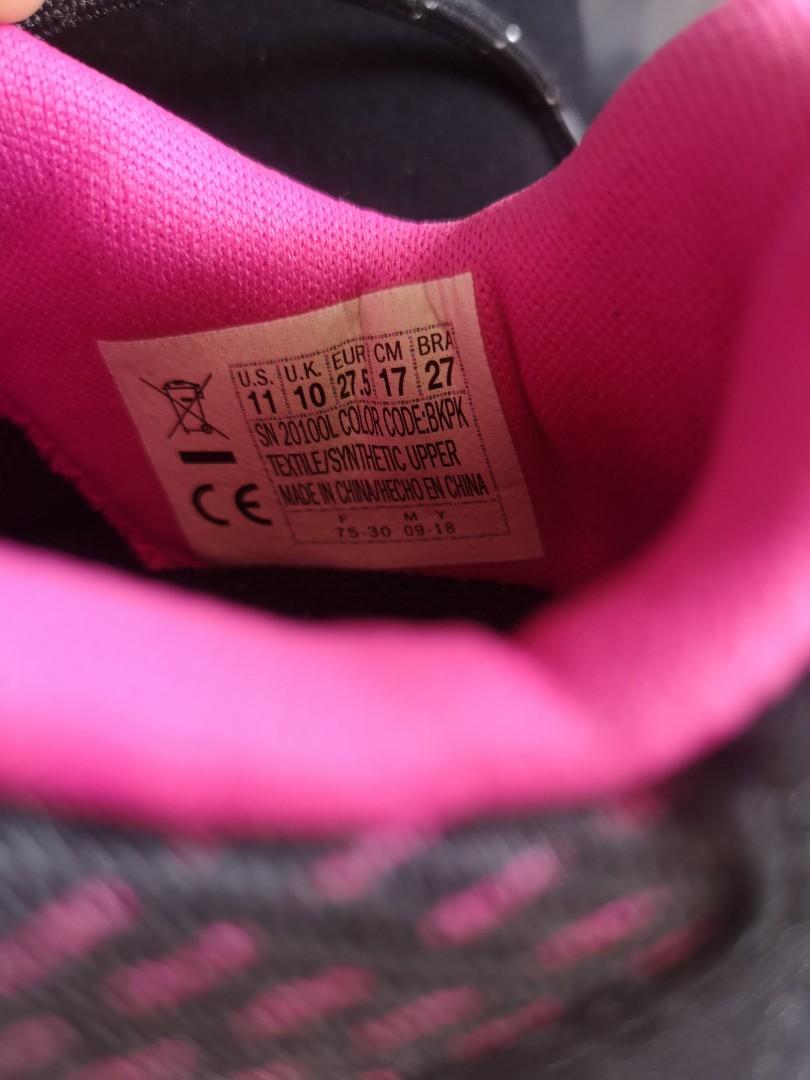 U.S. U.K. EUR CM BRA
11 10 27.5 17 27
SN 20100L COLOR CODE:BKPK
TEXTILE/SYNTHETIC UPPER
MADE IN CHINA/HECHO EN CHINA
CE
F M Y
75-30 09-18